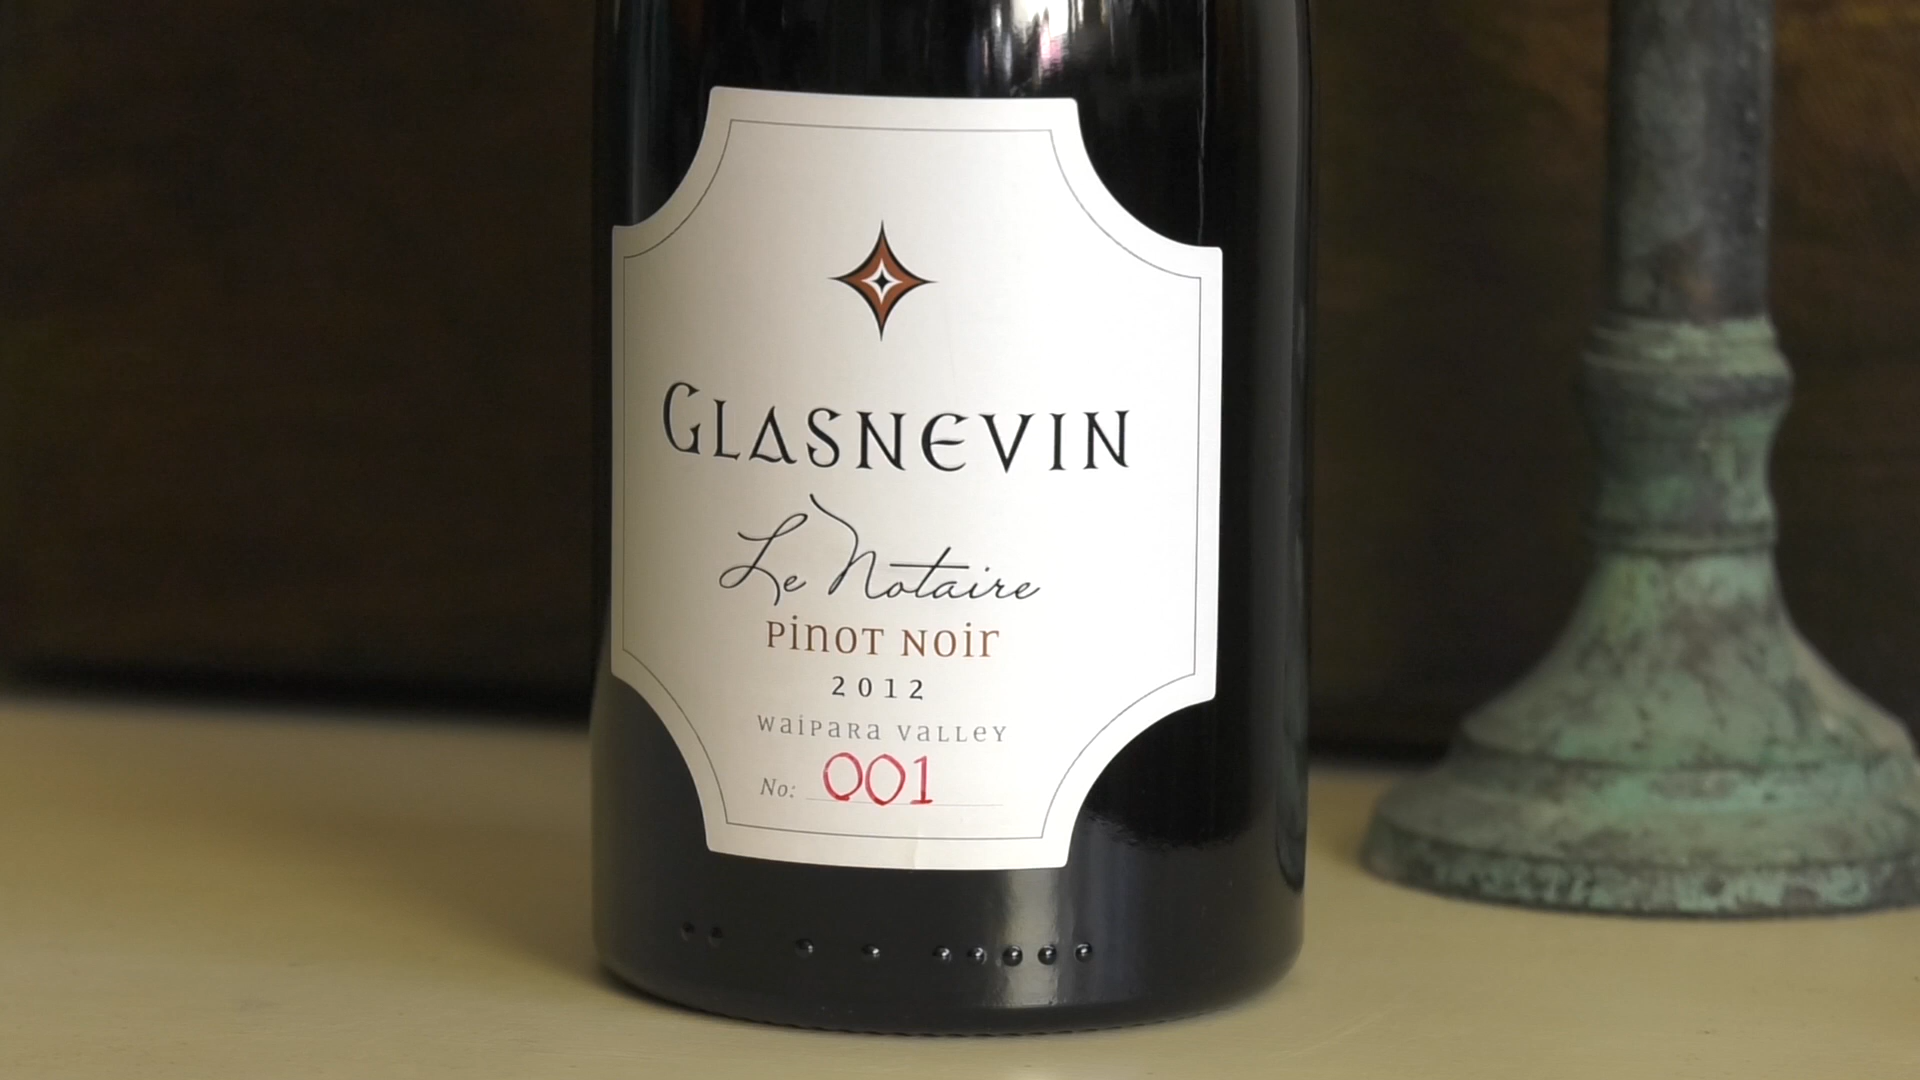 GLASNEVIN
Le Notaire
Pinot Noir
2012
Waipara Valley
No: 001